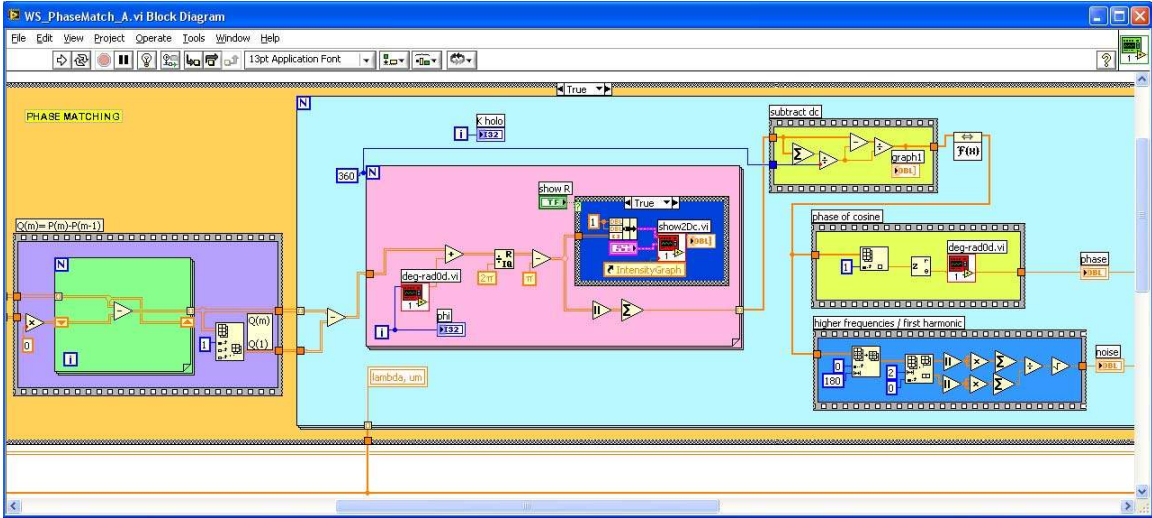 WS_PhaseMatch_A.vi Block Diagram
File Edit View Project Operate Tools Window Help
13pt Application Font
True
PHASE MATCHING
N
K holo
i
I32
subtract dc
graph1
DBL]
F(x)
360
N
show R
TF
True
1
show2Dc.vi
DBL]
IntensityGraph
deg-rad0d.vi
R
IQ
2π
π
i
phi
I32
phase of cosine
1
deg-rad0d.vi
phase
DBL
Q(m)= P(m)-P(m-1)
N
i
0
1
Q(m)
Q(1)
higher frequencies / first harmonic
0
180
2
0
noise
DBL
lambda, um